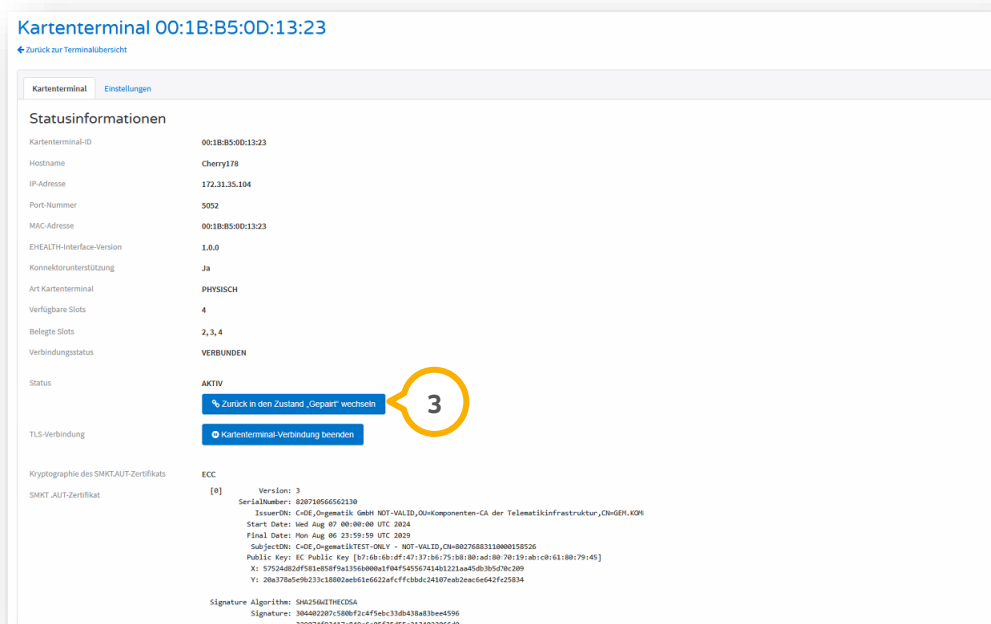 Kartenterminal 00:1B:B5:0D:13:23
Zurück zur Terminalübersicht
Kartenterminal Einstellungen
Statusinformationen
Kartenterminal-ID 00:1B:B5:0D:13:23
Hostname Cherry178
IP-Adresse 172.31.35.104
Port-Nummer 5052
MAC-Adresse 00:1B:B5:0D:13:23
EHEALTH-Interface-Version 1.0.0
Konnektorunterstützung Ja
Art Kartenterminal PHYSISCH
Verfügbare Slots 4
Belegte Slots 2, 3, 4
Verbindungsstatus VERBUNDEN
Status AKTIV
Zurück in den Zustand „Gepairt" wechseln 3
TLS-Verbindung Kartenterminal-Verbindung beenden
Kryptographie des SMKT.AUT-Zertifikats ECC
SMKT .AUT-Zertifikat [0] Version: 3
SerialNumber: 820710566562130
IssuerDN: C=DE,O=gematik GmbH NOT-VALID,OU=Komponenten-CA der Telematikinfrastruktur,CN=GEM.KOM
Start Date: Wed Aug 07 00:00:00 UTC 2024
Final Date: Mon Aug 06 23:59:59 UTC 2029
SubjectDN: C=DE,O=gematikTEST-ONLY - NOT-VALID,CN=80276883110000158526
Public Key: EC Public Key [b7:6b:6b:df:47:37:b6:75:b8:80:ad:80:70:19:ab:c0:61:80:79:45]
X: 57524d82df581e858f9a1356b000a1f04f545567414b1221aa45db3b5d70c209
Y: 20a378a5e9b233c18802aeb61e6622afcffcbbdc24107eab2eac6e642fe25834
Signature Algorithm: SHA256WITHECDSA
Signature: 304402207c580bf2c4f5ebc33db438a83bee4596